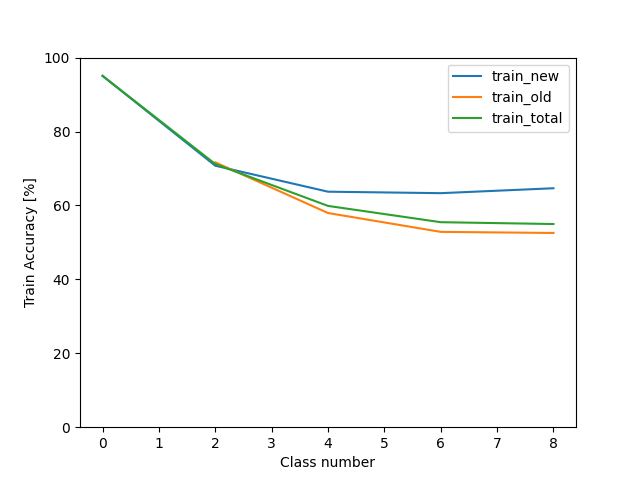 100
80
60
40
20
0
Train Accuracy [%]
train_new
train_old
train_total
0 1 2 3 4 5 6 7 8
Class number